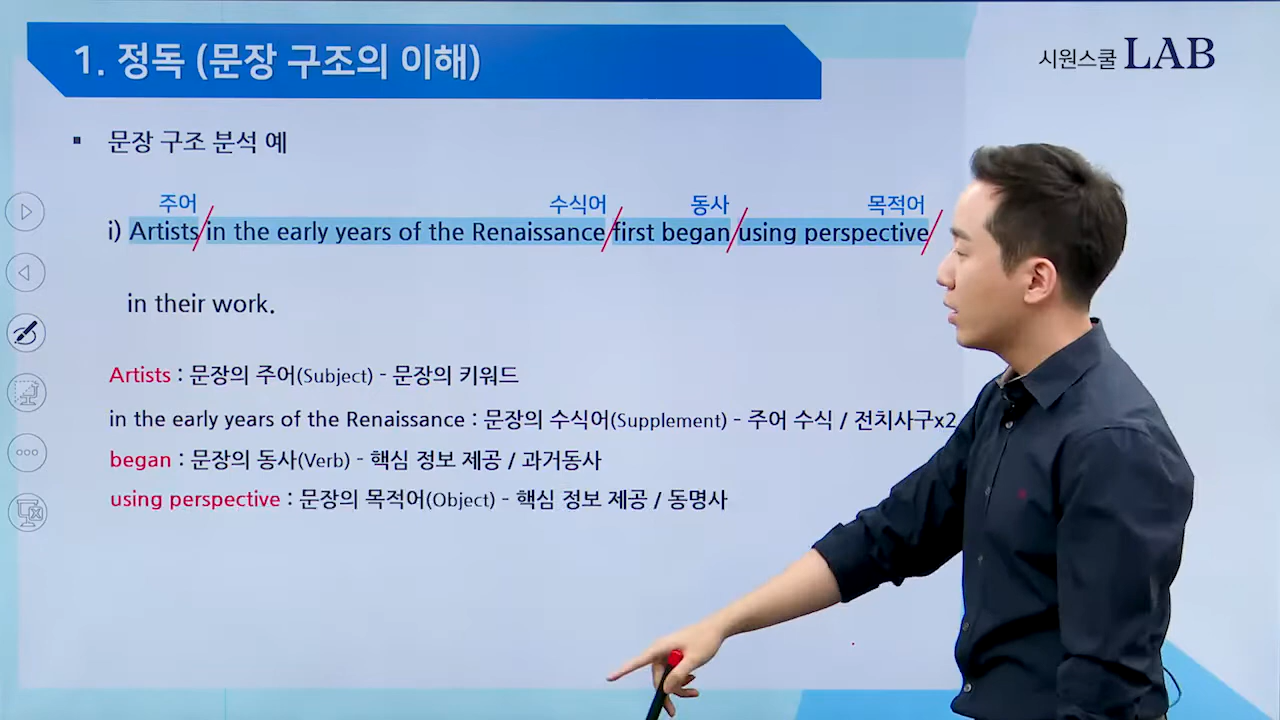 1. 정독 (문장 구조의 이해)
시원스쿨 LAB
▪ 문장 구조 분석 예
주어 수식어 동사 목적어
i) Artists/in the early years of the Renaissance/first began/using perspective/
in their work.
Artists : 문장의 주어(Subject) - 문장의 키워드
in the early years of the Renaissance : 문장의 수식어(Supplement) - 주어 수식 / 전치사구x2
began : 문장의 동사(Verb) - 핵심 정보 제공 / 과거동사
using perspective : 문장의 목적어(Object) - 핵심 정보 제공 / 동명사